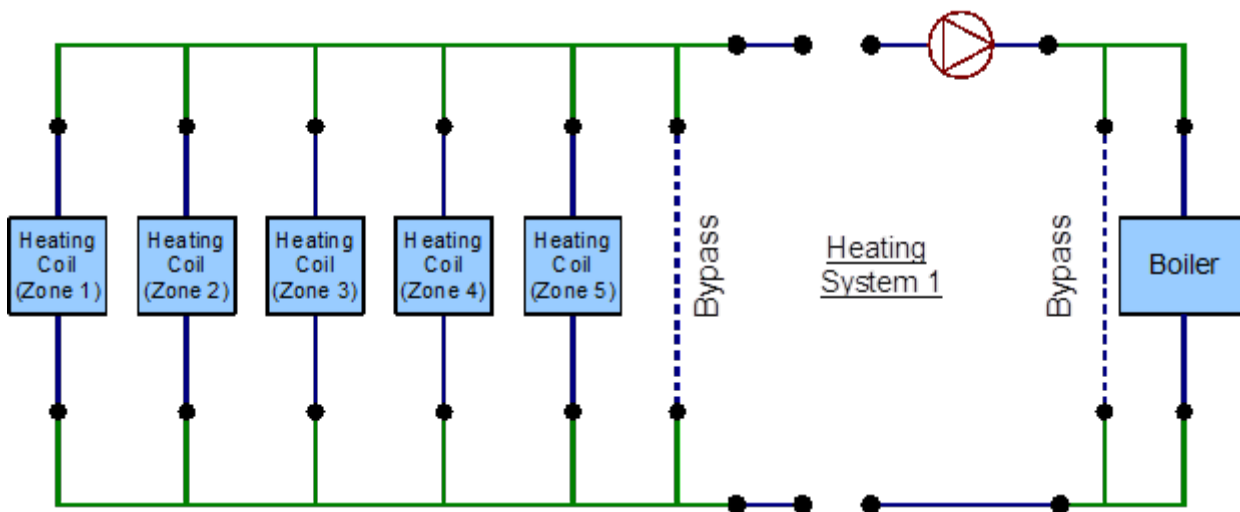 Heating
Coil
(Zone 1)
Heating
Coil
(Zone 2)
Heating
Coil
(Zone 3)
Heating
Coil
(Zone 4)
Heating
Coil
(Zone 5)
Bypass
Heating
System 1
Bypass
Boiler